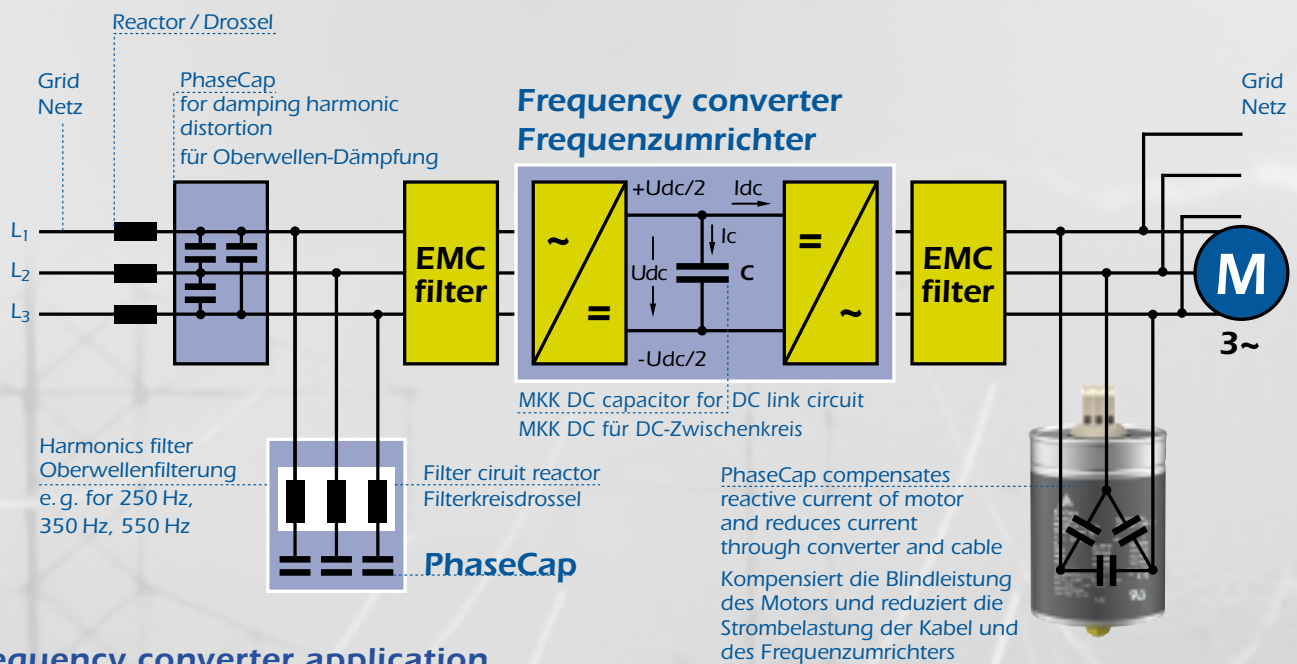 Reactor / Drossel
Grid
Netz
PhaseCap
for damping harmonic
distortion
für Oberwellen-Dämpfung
Frequency converter
Frequenzumrichter
Grid
Netz
L1
L2
L3
EMC
filter
~
=
+Udc/2
Idc
Ic
Udc
C
-Udc/2
=
~
EMC
filter
M
3~
MKK DC capacitor for DC link circuit
MKK DC für DC-Zwischenkreis
Harmonics filter
Oberwellenfilterung
e. g. for 250 Hz,
350 Hz, 550 Hz
Filter ciruit reactor
Filterkreisdrossel
PhaseCap
PhaseCap compensates
reactive current of motor
and reduces current
through converter and cable
Kompensiert die Blindleistung
des Motors und reduziert die
Strombelastung der Kabel und
des Frequenzumrichters
equency converter application